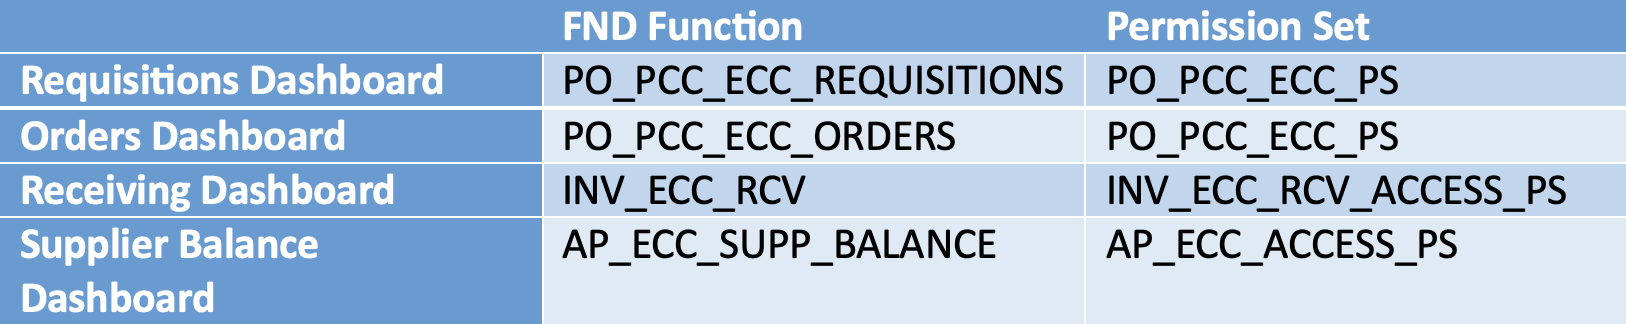 FND Function Permission Set
Requisitions Dashboard PO_PCC_ECC_REQUISITIONS PO_PCC_ECC_PS
Orders Dashboard PO_PCC_ECC_ORDERS PO_PCC_ECC_PS
Receiving Dashboard INV_ECC_RCV INV_ECC_RCV_ACCESS_PS
Supplier Balance AP_ECC_SUPP_BALANCE AP_ECC_ACCESS_PS
Dashboard